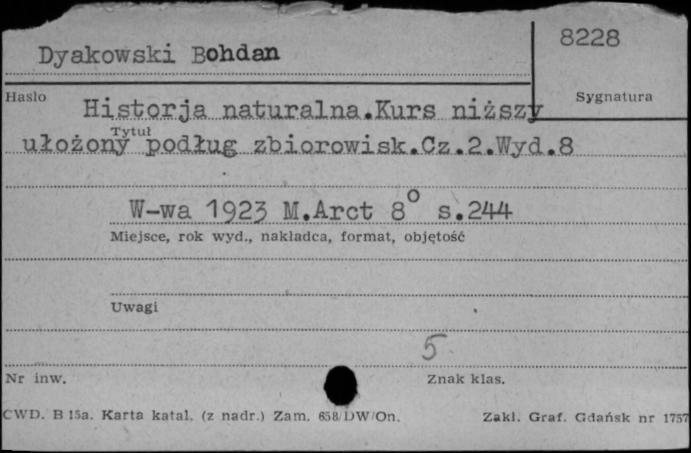 8228
Dyakowski Bohdan
Hasło
Sygnatura
Historja naturalna.Kurs niższy
Tytuł
ułożony podług zbiorowisk.Cz.2.Wyd.8
W-wa 1923 M.Arct 8° s.244
Miejsce, rok wyd., nakładca, format, objętość
Uwagi
5
Nr inw.
Znak klas.
CWD. B 15a. Karta katal. (z nadr.) Zam. 658/DW/On.
Zakł. Graf. Gdańsk nr 1757